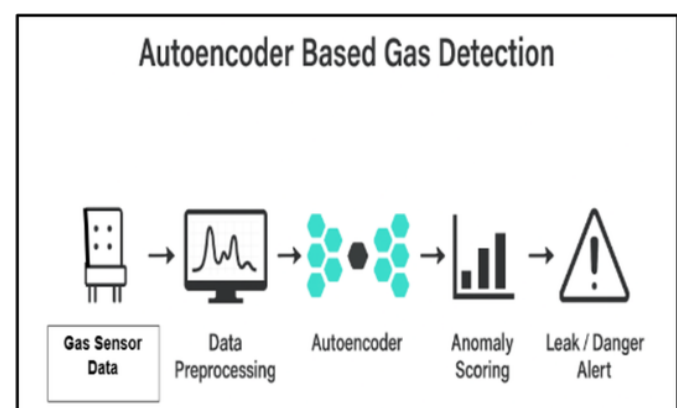 Autoencoder Based Gas Detection
Gas Sensor
Data
Data
Preprocessing
Autoencoder
Anomaly
Scoring
Leak / Danger
Alert